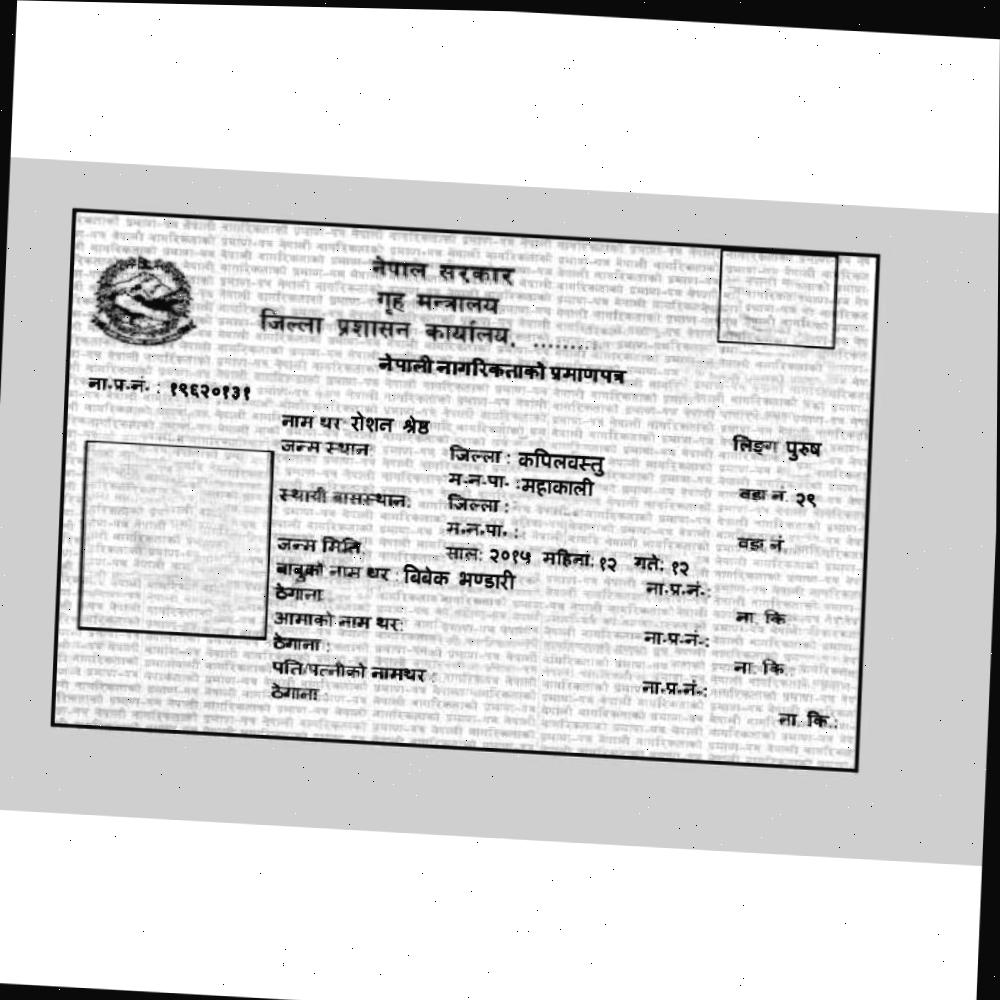 नेपाल सरकार
गृह मन्त्रालय
जिल्ला प्रशासन कार्यालय, .........
नेपाली नागरिकताको प्रमाणपत्र
ना.प्र.नं. : १९६२०१३१
नाम थर रोशन श्रेष्ठ लिङ्ग पुरुष
जन्म स्थान जिल्ला : कपिलवस्तु
म.न.पा. : महाकाली वडा नं. २९
स्थायी बासस्थान: जिल्ला :
म.न.पा. : वडा नं
जन्म मिति साल: २०१५ महिना: १२ गते: १२
बाबुको नाम थर : बिबेक भण्डारी ना.प्र.नं.:
ठेगाना ना. कि
आमाको नाम थर: ना.प्र.नं.:
ठेगाना : ना. कि.:
पति/पत्नीको नामथर : ना.प्र.नं.:
ठेगाना : ना. कि.: